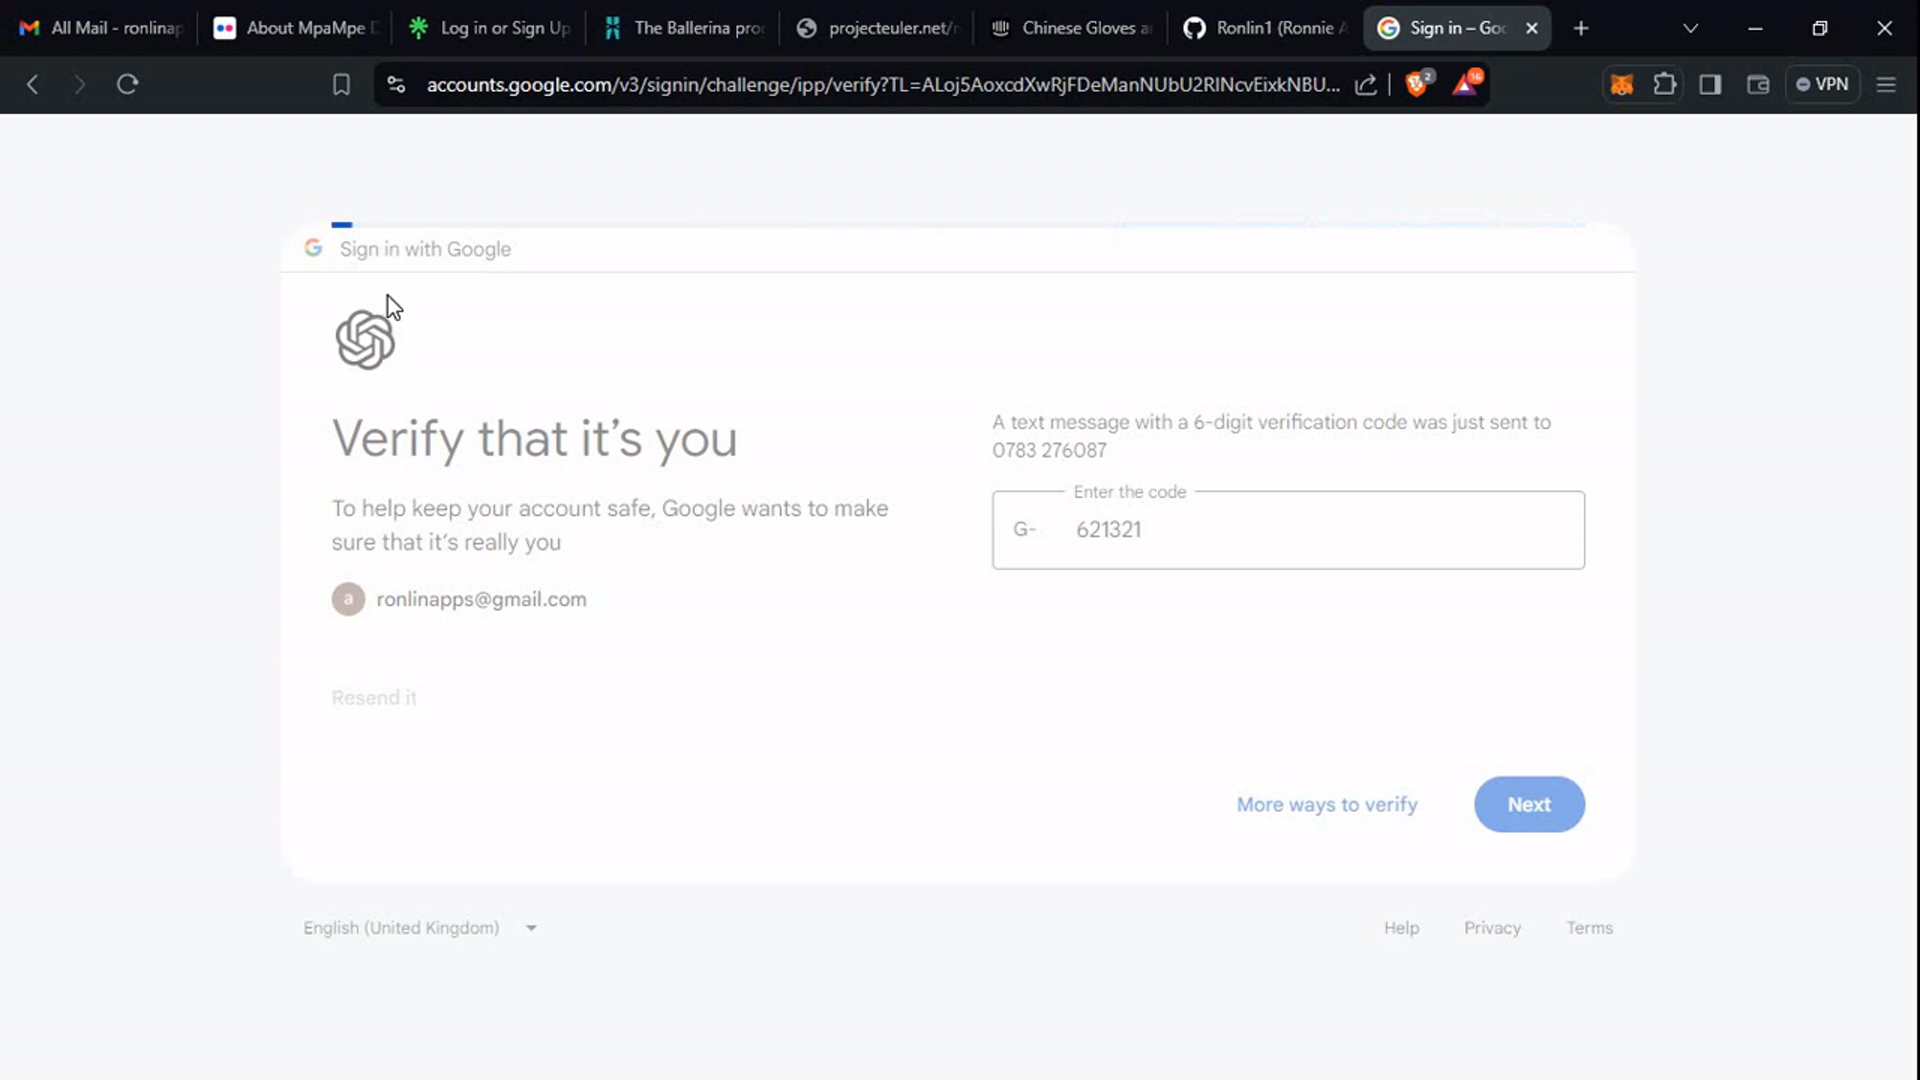 All Mail - ronlinap
About MpaMpe D
Log in or Sign Up
The Ballerina pro
projecteuler.net/
Chinese Gloves a
Ronlin1 (Ronnie A
Sign in – Goo
accounts.google.com/v3/signin/challenge/ipp/verify?TL=ALoj5AoxcdXwRjFDeManNUbU2RINcvEixkNBU...
2
16
VPN
Sign in with Google
Verify that it's you
To help keep your account safe, Google wants to make
sure that it's really you
a ronlinapps@gmail.com
Resend it
A text message with a 6-digit verification code was just sent to
0783 276087
Enter the code
G- 621321
More ways to verify
Next
English (United Kingdom)
Help
Privacy
Terms